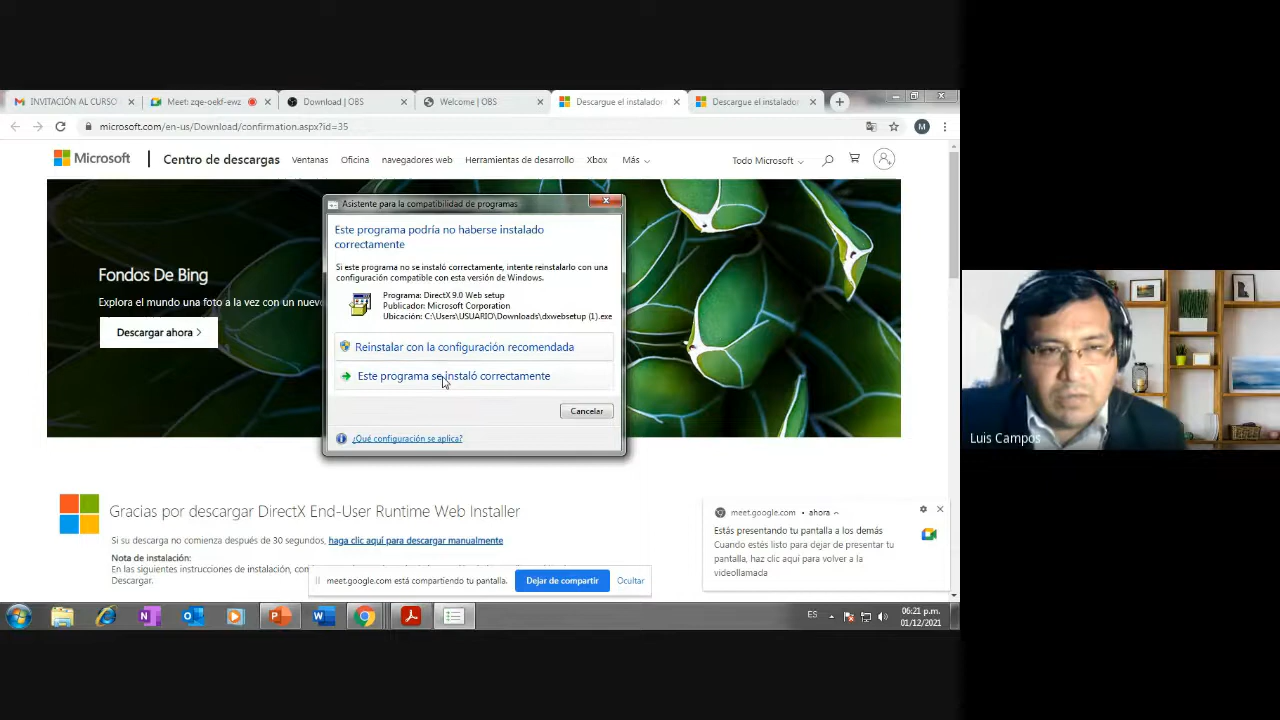 INVITACIÓN AL CURSO
Meet: zqe-oekf-ewz
Download | OBS
Welcome | OBS
Descargue el instalador
Descargue el instalador
microsoft.com/en-us/Download/confirmation.aspx?id=35
M
Microsoft
Centro de descargas
Ventanas
Oficina
navegadores web
Herramientas de desarrollo
Xbox
Más
Todo Microsoft
Fondos De Bing
Explora el mundo una foto a la vez con un nuevo
Descargar ahora
Asistente para la compatibilidad de programas
Este programa podría no haberse instalado
correctamente
Si este programa no se instaló correctamente, intente reinstalarlo con una
configuración compatible con esta versión de Windows.
Programa: DirectX 9.0 Web setup
Publicador: Microsoft Corporation
Ubicación: C:\Users\USUARIO\Downloads\dxwebsetup (1).exe
Reinstalar con la configuración recomendada
Este programa se instaló correctamente
Cancelar
¿Qué configuración se aplica?
Luis Campos
Gracias por descargar DirectX End-User Runtime Web Installer
Si su descarga no comienza después de 30 segundos, haga clic aquí para descargar manualmente
Nota de instalación:
En las siguientes instrucciones de instalación,
Descargar.
meet.google.com • ahora
Estás presentando tu pantalla a los demás
Cuando estés listo para dejar de presentar tu
pantalla, haz clic aquí para volver a la
videollamada
meet.google.com está compartiendo tu pantalla.
Dejar de compartir
Ocultar
ES
06:21 p.m.
01/12/2021